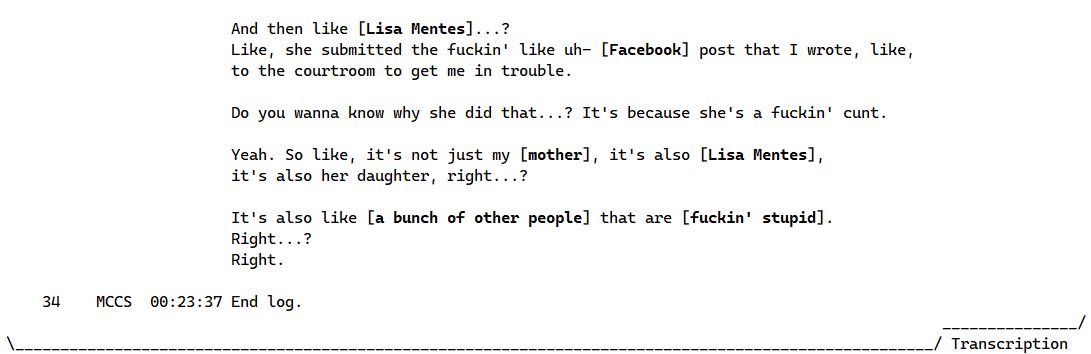 And then like [Lisa Mentes]...?
Like, she submitted the fuckin' like uh- [Facebook] post that I wrote, like,
to the courtroom to get me in trouble.
Do you wanna know why she did that...? It's because she's a fuckin' cunt.
Yeah. So like, it's not just my [mother], it's also [Lisa Mentes],
it's also her daughter, right...?
It's also like [a bunch of other people] that are [fuckin' stupid].
Right...?
Right.
34 MCCS 00:23:37 End log.
_______________/
\______________________________________________________________________________________________________/ Transcription